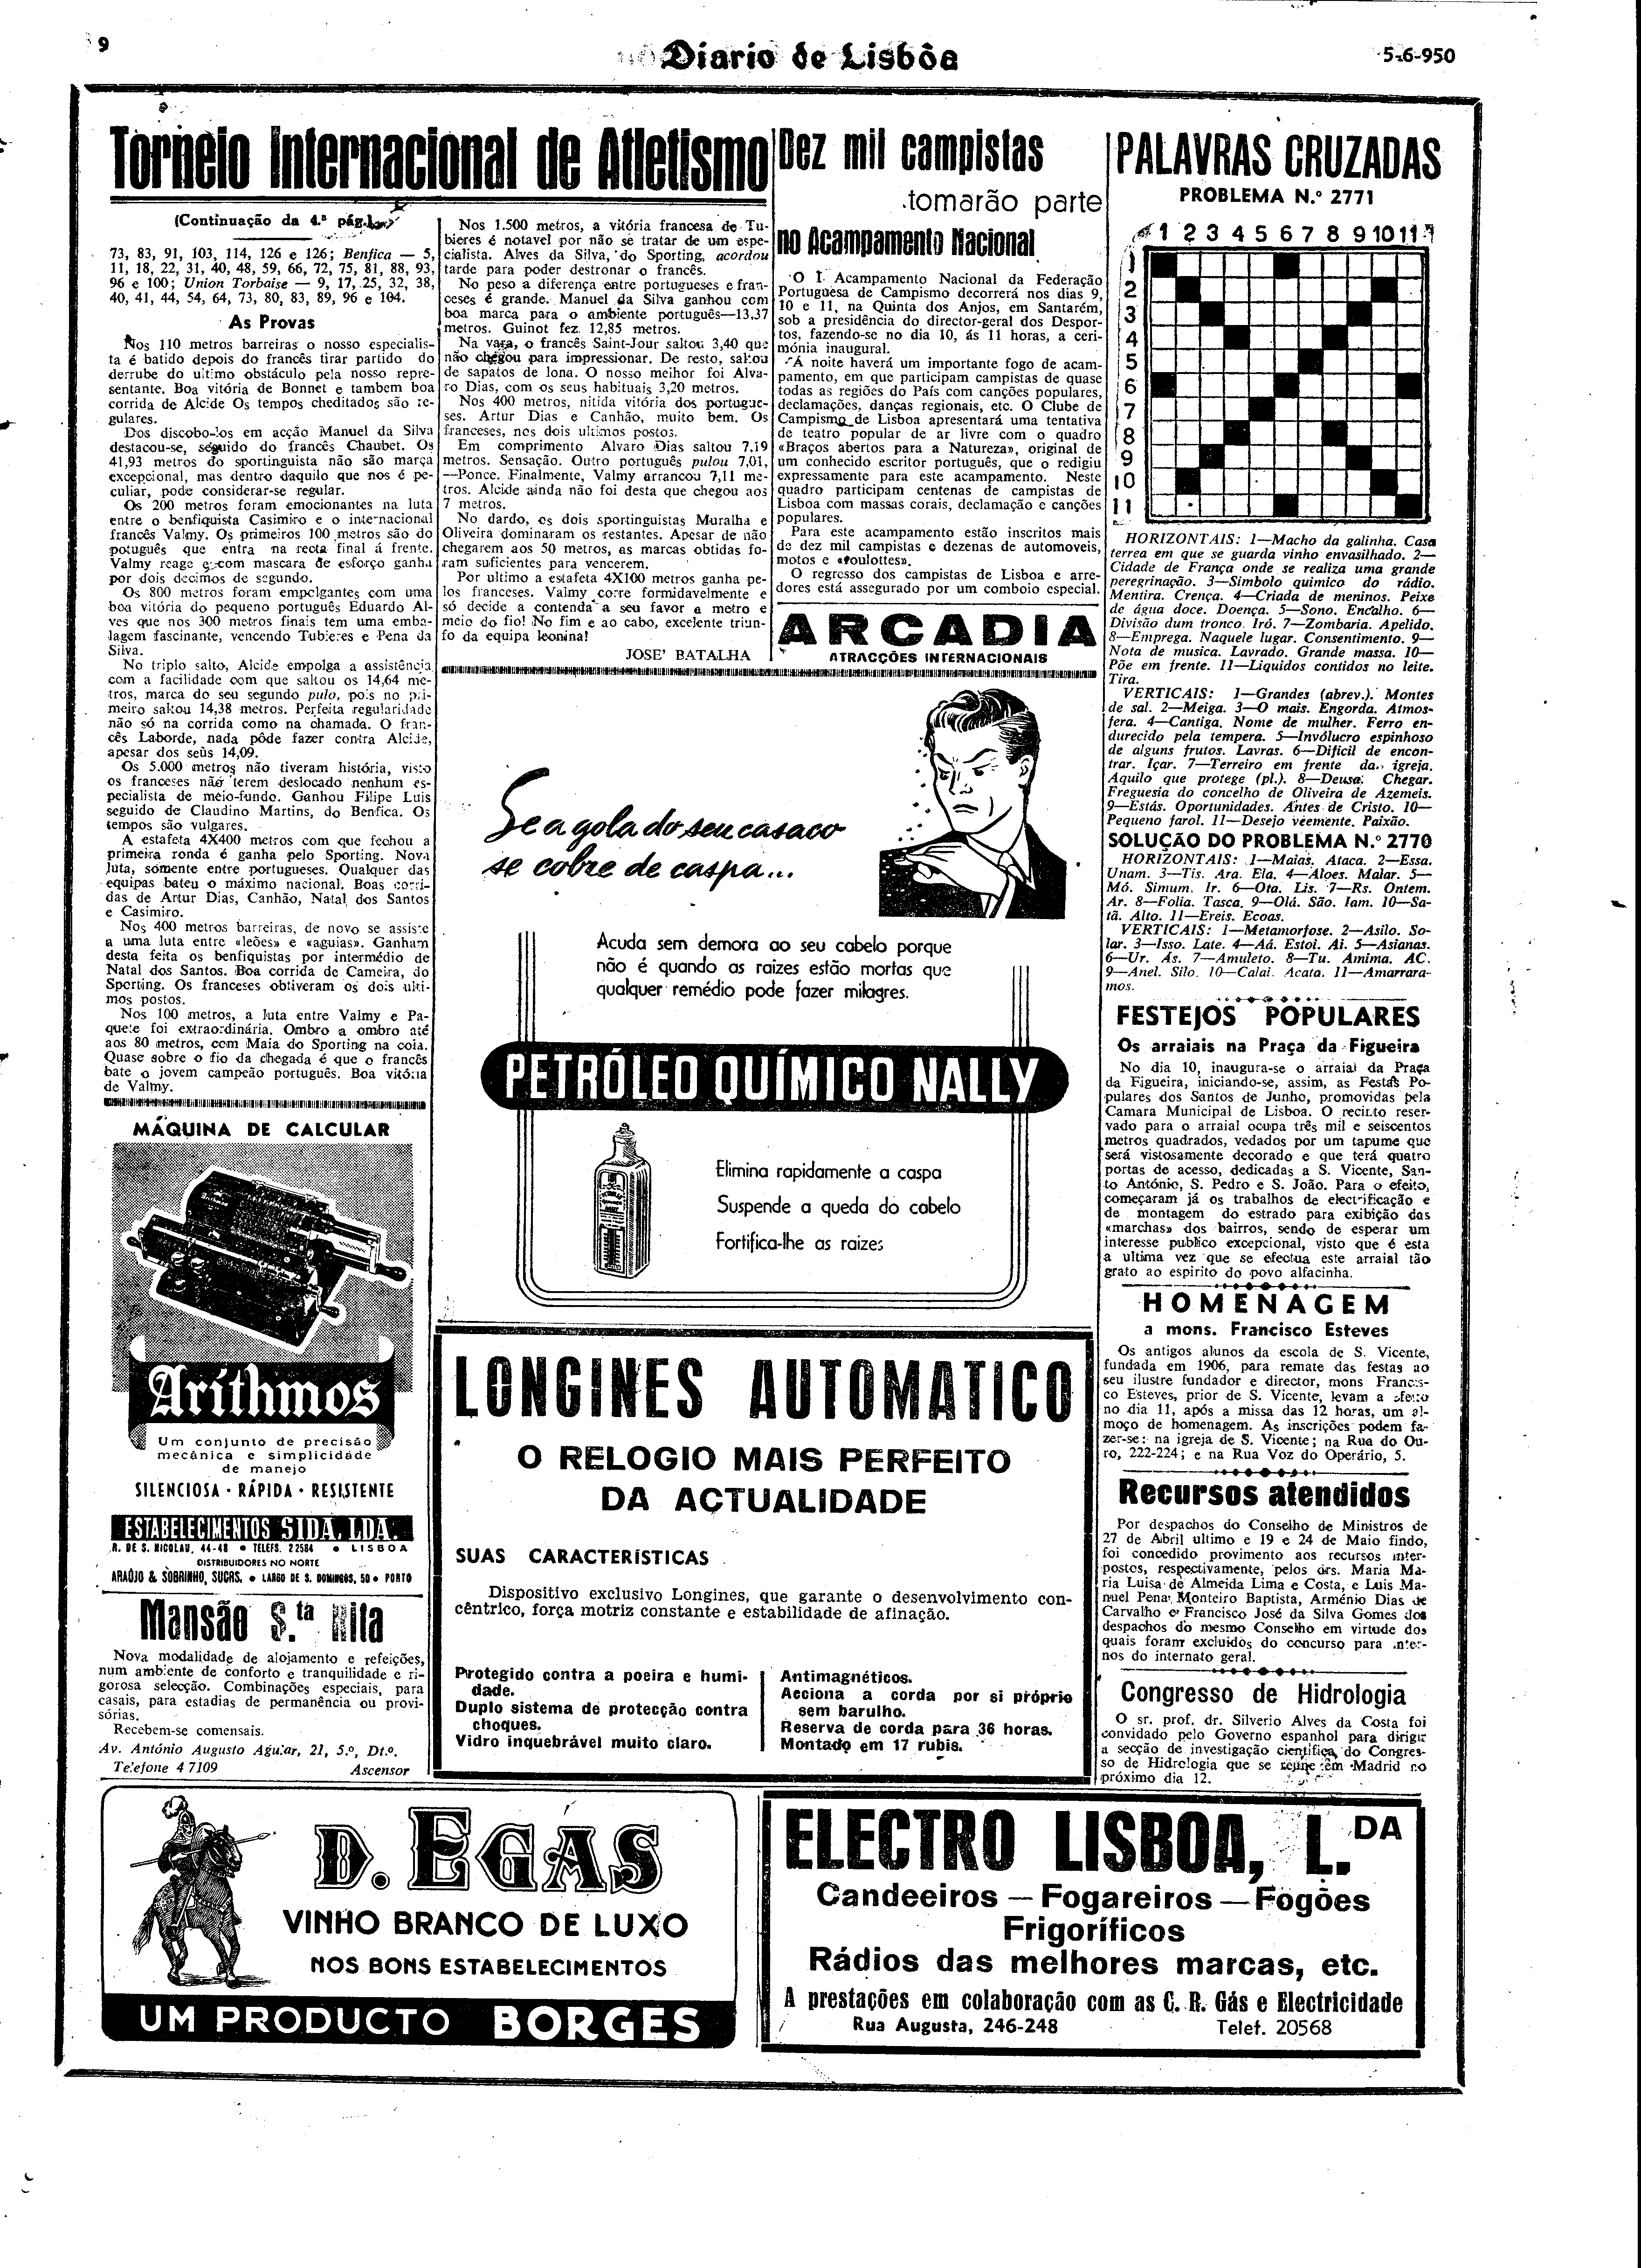 9
Diario de Lisbôa
5-6-950
Torneio Internacional de Atletismo
(Continuação da 4.ª pág.)
73, 83, 91, 103, 114, 126 e 126; Benfica — 5,
11, 18, 22, 31, 40, 48, 59, 66, 72, 75, 81, 88, 93,
96 e 100; Union Torbaise — 9, 17, 25, 32, 38,
40, 41, 44, 54, 64, 73, 80, 83, 89, 96 e 104.
As Provas
Nos 110 metros barreiras o nosso especialis-
ta é batido depois do francês tirar partido do
derrube do ultimo obstáculo pela nosso repre-
sentante. Boa vitória de Bonnet e tambem boa
corrida de Alcide Os tempos cheditados são re-
gulares.
Dos discobolos em acção Manuel da Silva
destacou-se, séguido do francês Chaubet. Os
41,93 metros do sportinguista não são marca
excepcional, mas dentro daquilo que nos é pe-
culiar, pode considerar-se regular.
Os 200 metros foram emocionantes na luta
entre o benfiquista Casimiro e o internacional
francês Valmy. Os primeiros 100 metros são do
potuguês que entra na recta final á frente.
Valmy reage e com mascara de esforço ganha
por dois decimos de segundo.
Os 800 metros foram empolgantes com uma
boa vitória do pequeno português Eduardo Al-
ves que nos 300 metros finais tem uma emba-
lagem fascinante, vencendo Tubieres e Pena da
Silva.
No triplo salto, Alcide empolga a assistência
com a facilidade com que saltou os 14,64 me-
tros, marca do seu segundo pulo, pois no pri-
meiro saltou 14,38 metros. Perfeita regularidade
não só na corrida como na chamada. O fran-
cês Laborde, nada pôde fazer contra Alcide,
apesar dos seùs 14,09.
Os 5.000 metros não tiveram história, visto
os franceses não terem deslocado nenhum es-
pecialista de meio-fundo. Ganhou Filipe Luis
seguido de Claudino Martins, do Benfica. Os
tempos são vulgares.
A estafeta 4X400 metros com que fechou a
primeira ronda é ganha pelo Sporting. Nova
luta, sómente entre portugueses. Qualquer das
equipas bateu o máximo nacional. Boas corri-
das de Artur Dias, Canhão, Natal dos Santos
e Casimiro.
Nos 400 metros barreiras, de novo se assiste
a uma luta entre «leões» e «aguias». Ganham
desta feita os benfiquistas por intermédio de
Natal dos Santos. Boa corrida de Cameira, do
Sporting. Os franceses obtiveram os dois ulti-
mos postos.
Nos 100 metros, a luta entre Valmy e Pa-
quete foi extraordinária. Ombro a ombro até
aos 80 metros, com Maia do Sporting na cola.
Quase sobre o fio da chegada é que o francês
bate o jovem campeão português. Boa vitória
de Valmy.
Nos 1.500 metros, a vitória francesa de Tu-
bieres é notavel por não se tratar de um espe-
cialista. Alves da Silva, do Sporting, acordou
tarde para poder destronar o francês.
No peso a diferença entre portugueses e fran-
ceses é grande. Manuel da Silva ganhou com
boa marca para o ambiente português—13,37
metros. Guinot fez 12,85 metros.
Na vara, o francês Saint-Jour saltou 3,40 que
não chegou para impressionar. De resto, saltou
de sapatos de lona. O nosso melhor foi Alva-
ro Dias, com os seus habituais 3,20 metros.
Nos 400 metros, nitida vitória dos portugue-
ses. Artur Dias e Canhão, muito bem. Os
franceses, nos dois ultimos postos.
Em comprimento Alvaro Dias saltou 7,19
metros. Sensação. Outro português pulou 7,01,
—Ponce. Finalmente, Valmy arrancou 7,11 me-
tros. Alcide ainda não foi desta que chegou aos
7 metros.
No dardo, os dois sportinguistas Muralha e
Oliveira dominaram os restantes. Apesar de não
chegarem aos 50 metros, as marcas obtidas fo-
ram suficientes para vencerem.
Por ultimo a estafeta 4X100 metros ganha pe-
los franceses. Valmy corre formidavelmente e
só decide a contenda a seu favor a metro e
meio do fio! No fim e ao cabo, excelente triun-
fo da equipa leonina!
JOSE' BATALHA
Dez mil campistas
tomarão parte
no Acampamento Nacional
O I Acampamento Nacional da Federação
Portuguesa de Campismo decorrerá nos dias 9,
10 e 11, na Quinta dos Anjos, em Santarém,
sob a presidência do director-geral dos Despor-
tos, fazendo-se no dia 10, ás 11 horas, a ceri-
mónia inaugural.
Á noite haverá um importante fogo de acam-
pamento, em que participam campistas de quase
todas as regiões do País com canções populares,
declamações, danças regionais, etc. O Clube de
Campismo de Lisboa apresentará uma tentativa
de teatro popular de ar livre com o quadro
«Braços abertos para a Natureza», original de
um conhecido escritor português, que o redigiu
expressamente para este acampamento. Neste
quadro participam centenas de campistas de
Lisboa com massas corais, declamação e canções
populares.
Para este acampamento estão inscritos mais
de dez mil campistas e dezenas de automoveis,
motos e «roulottes».
O regresso dos campistas de Lisboa e arre-
dores está assegurado por um comboio especial.
ARCADIA
ATRACÇÕES INTERNACIONAIS
Se a gola do seu casaco
se cobre de caspa...
Acuda sem demora ao seu cabelo porque
não é quando as raizes estão mortas que
qualquer remédio pode fazer milagres.
PETRÓLEO QUÍMICO NALLY
Elimina rapidamente a caspa
Suspende a queda do cabelo
Fortifica-lhe as raizes
PALAVRAS CRUZADAS
PROBLEMA N.º 2771
1 2 3 4 5 6 7 8 9 10 11
1
2
3
4
5
6
7
8
9
10
11
HORIZONTAIS: 1—Macho da galinha. Casa
terrea em que se guarda vinho envasilhado. 2—
Cidade de França onde se realiza uma grande
peregrinação. 3—Simbolo quimico do rádio.
Mentira. Crença. 4—Criada de meninos. Peixe
de água doce. Doença. 5—Sono. Encalho. 6—
Divisão dum tronco. Iró. 7—Zombaria. Apelido.
8—Emprega. Naquele lugar. Consentimento. 9—
Nota de musica. Lavrado. Grande massa. 10—
Põe em frente. 11—Liquidos contidos no leite.
Tira.
VERTICAIS: 1—Grandes (abrev.). Montes
de sal. 2—Meiga. 3—O mais. Engorda. Atmos-
fera. 4—Cantiga. Nome de mulher. Ferro en-
durecido pela tempera. 5—Invólucro espinhoso
de alguns frutos. Lavras. 6—Dificil de encon-
trar. Içar. 7—Terreiro em frente da igreja.
Aquilo que protege (pl.). 8—Deusa. Chegar.
Freguesia do concelho de Oliveira de Azemeis.
9—Estás. Oportunidades. Antes de Cristo. 10—
Pequeno farol. 11—Desejo veemente. Paixão.
SOLUÇÃO DO PROBLEMA N.º 2770
HORIZONTAIS: 1—Maias. Ataca. 2—Essa.
Unam. 3—Tis. Ara. Ela. 4—Aloes. Malar. 5—
Mó. Simum. Ir. 6—Ota. Lis. 7—Rs. Ontem.
Ar. 8—Folia. Tasca. 9—Olá. São. Iam. 10—Sa-
tã. Alto. 11—Ereis. Ecoas.
VERTICAIS: 1—Metamorfose. 2—Asilo. So-
lar. 3—Isso. Late. 4—Aá. Estoi. Ai. 5—Asianas.
6—Ur. Ás. 7—Amuleto. 8—Tu. Amima. AC.
9—Anel. Silo. 10—Calai. Acata. 11—Amarrara-
mos.
FESTEJOS POPULARES
Os arraiais na Praça da Figueira
No dia 10, inaugura-se o arraial da Praça
da Figueira, iniciando-se, assim, as Festas Po-
pulares dos Santos de Junho, promovidas pela
Camara Municipal de Lisboa. O recinto reser-
vado para o arraial ocupa três mil e seiscentos
metros quadrados, vedados por um tapume que
será vistosamente decorado e que terá quatro
portas de acesso, dedicadas a S. Vicente, San-
to António, S. Pedro e S. João. Para o efeito,
começaram já os trabalhos de electrificação e
de montagem do estrado para exibição das
«marchas» dos bairros, sendo de esperar um
interesse publico excepcional, visto que é esta
a ultima vez que se efectua este arraial tão
grato ao espirito do povo alfacinha.
HOMENAGEM
a mons. Francisco Esteves
Os antigos alunos da escola de S. Vicente,
fundada em 1906, para remate das festas ao
seu ilustre fundador e director, mons Francis-
co Esteves, prior de S. Vicente, levam a efeito
no dia 11, após a missa das 12 horas, um al-
moço de homenagem. As inscrições podem fa-
zer-se: na igreja de S. Vicente; na Rua do Ou-
ro, 222-224; e na Rua Voz do Operário, 5.
Recursos atendidos
Por despachos do Conselho de Ministros de
27 de Abril ultimo e 19 e 24 de Maio findo,
foi concedido provimento aos recursos inter-
postos, respectivamente, pelos drs. Maria Ma-
ria Luisa de Almeida Lima e Costa, e Luis Ma-
nuel Pena Monteiro Baptista, Arménio Dias de
Carvalho e Francisco José da Silva Gomes dos
despachos do mesmo Conselho em virtude dos
quais foram excluidos do concurso para inter-
nos do internato geral.
Congresso de Hidrologia
O sr. prof. dr. Silverio Alves da Costa foi
convidado pelo Governo espanhol para dirigir
a secção de investigação cientifica do Congres-
so de Hidrologia que se reune em Madrid no
próximo dia 12.
MÁQUINA DE CALCULAR
Arithmos
Um conjunto de precisão
mecânica e simplicidade
de manejo
SILENCIOSA · RÁPIDA · RESISTENTE
ESTABELECIMENTOS SIDA, LDA.
R. DE S. NICOLAU, 44-48 • TELEFS. 22584 • LISBOA
DISTRIBUIDORES NO NORTE
ARAÚJO & SOBRINHO, SUCRS. • LARGO DE S. DOMINGOS, 50 • PORTO
Mansão S.ta Rita
Nova modalidade de alojamento e refeições,
num ambiente de conforto e tranquilidade e ri-
gorosa selecção. Combinações especiais, para
casais, para estadias de permanência ou provi-
sórias.
Recebem-se comensais.
Av. António Augusto Aguiar, 21, 5.º, Dt.º.
Telefone 4 7109 Ascensor
LONGINES AUTOMATICO
O RELOGIO MAIS PERFEITO
DA ACTUALIDADE
SUAS CARACTERISTICAS
Dispositivo exclusivo Longines, que garante o desenvolvimento con-
cêntrico, força motriz constante e estabilidade de afinação.
Protegido contra a poeira e humi-
dade.
Duplo sistema de protecção contra
choques.
Vidro inquebrável muito claro.
Antimagnéticos.
Acciona a corda por si próprio
sem barulho.
Reserva de corda para 36 horas.
Montado em 17 rubis.
D. EGAS
VINHO BRANCO DE LUXO
NOS BONS ESTABELECIMENTOS
UM PRODUCTO BORGES
ELECTRO LISBOA, L.DA
Candeeiros — Fogareiros — Fogões
Frigoríficos
Rádios das melhores marcas, etc.
A prestações em colaboração com as C. R. Gás e Electricidade
Rua Augusta, 246-248 Telef. 20568